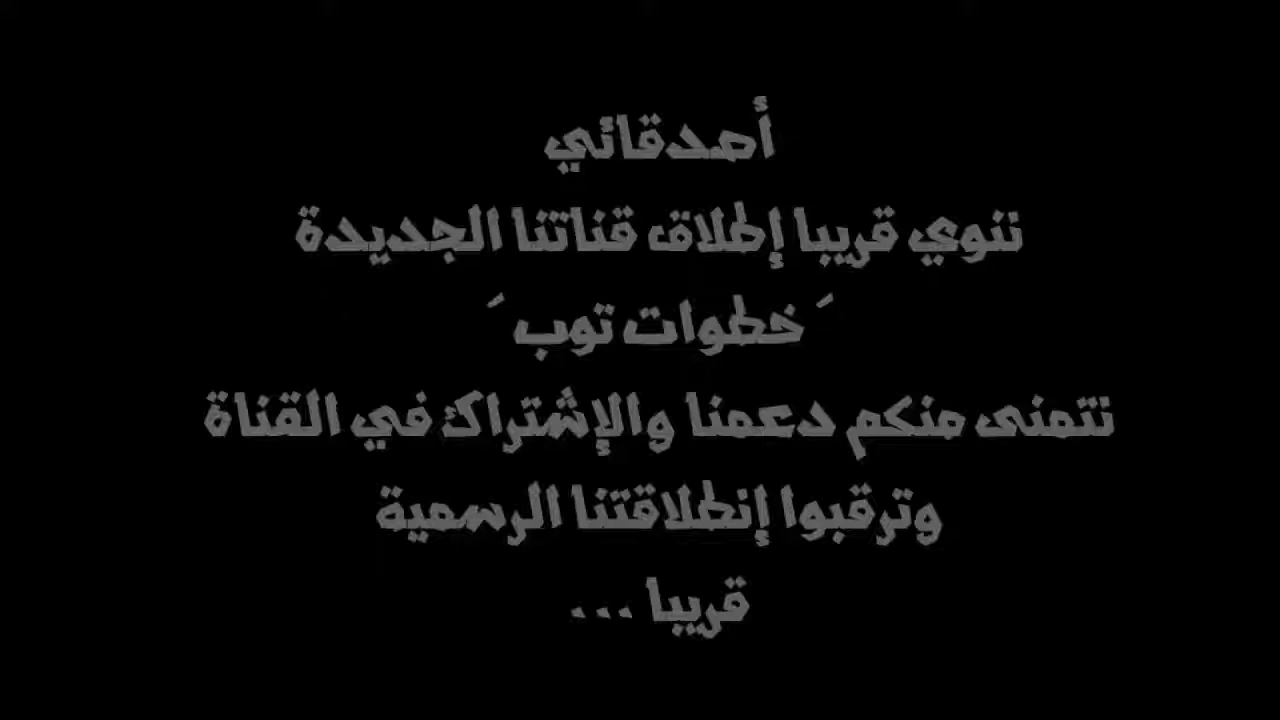 أصدقائي
ننوي قريبا إطلاق قناتنا الجديدة
َ خطوات توب َ
نتمنى منكم دعمنا والإشتراك في القناة
وترقبوا إنطلاقتنا الرسمية
قريبا ...